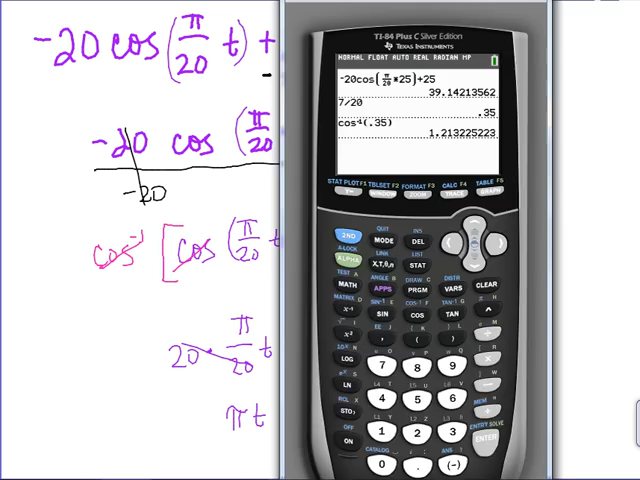 -20 cos(π/20 t) +
-20 cos (π/20
-20
cos⁻¹ [cos (π/20 t
20 · π/20 t
πt
TI-84 Plus C Silver Edition
TEXAS INSTRUMENTS
NORMAL FLOAT AUTO REAL RADIAN MP
-20cos(π/20*25)+25
39.14213562
7/20
.35
cos⁻¹(.35)
1.213225223
STAT PLOT F1 TBLSET F2 FORMAT F3 CALC F4 TABLE F5
Y= WINDOW ZOOM TRACE GRAPH
QUIT INS
2ND MODE DEL
A-LOCK LINK LIST
ALPHA X,T,θ,n STAT
TEST A ANGLE B DRAW C DISTR
MATH APPS PRGM VARS CLEAR
MATRIX D SIN⁻¹ E COS⁻¹ F TAN⁻¹ G π H
x⁻¹ SIN COS TAN ^
√ I EE J { K } L e M
x² , ( ) ÷
10ˣ N u O v P w Q [ R
LOG 7 8 9 ×
eˣ S L4 T L5 U L6 V ] W
LN 4 5 6 −
RCL X L1 Y L2 Z L3 θ MEM "
STO▸ 1 2 3 +
OFF CATALOG i : ANS ? ENTRY SOLVE
ON 0 . (-) ENTER